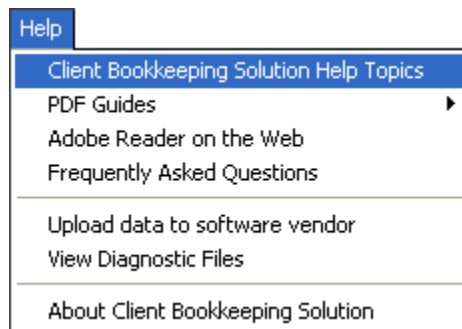 Help
Client Bookkeeping Solution Help Topics
PDF Guides
Adobe Reader on the Web
Frequently Asked Questions
Upload data to software vendor
View Diagnostic Files
About Client Bookkeeping Solution